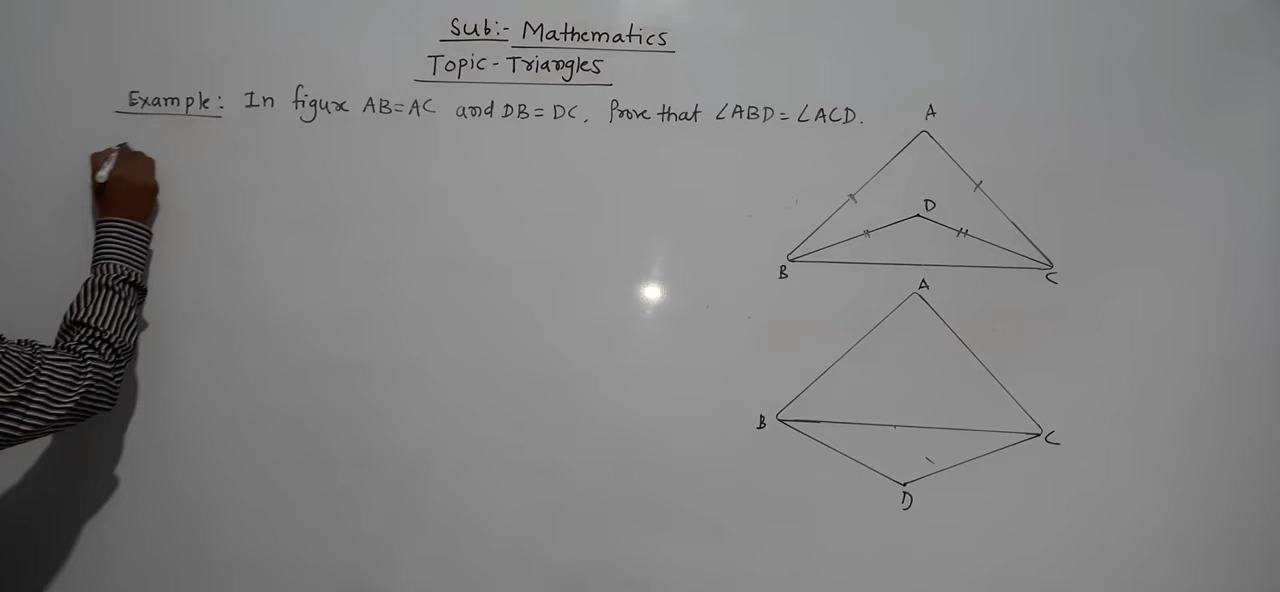 Sub:- Mathematics
Topic - Triangles
Example: In figure AB=AC and DB=DC, Prove that ∠ABD=∠ACD.
A
D
B
C
A
B
C
D